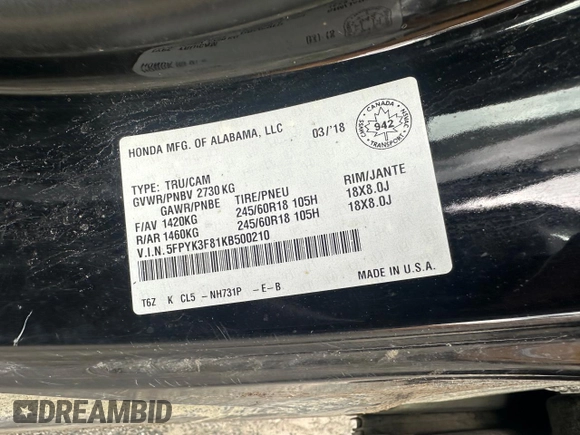 HONDA MFG. OF ALABAMA, LLC 03/'18
TYPE: TRU/CAM
GVWR/PNBV 2730 KG
GAWR/PNBE TIRE/PNEU RIM/JANTE
F/AV 1420KG 245/60R18 105H 18X8.0J
R/AR 1460KG 245/60R18 105H 18X8.0J
V.I.N. 5FPYK3F81KB500210
T6Z K CL5 -NH731P -E-B MADE IN U.S.A.
CANADA
942
TRANSPORT
DREAMBID